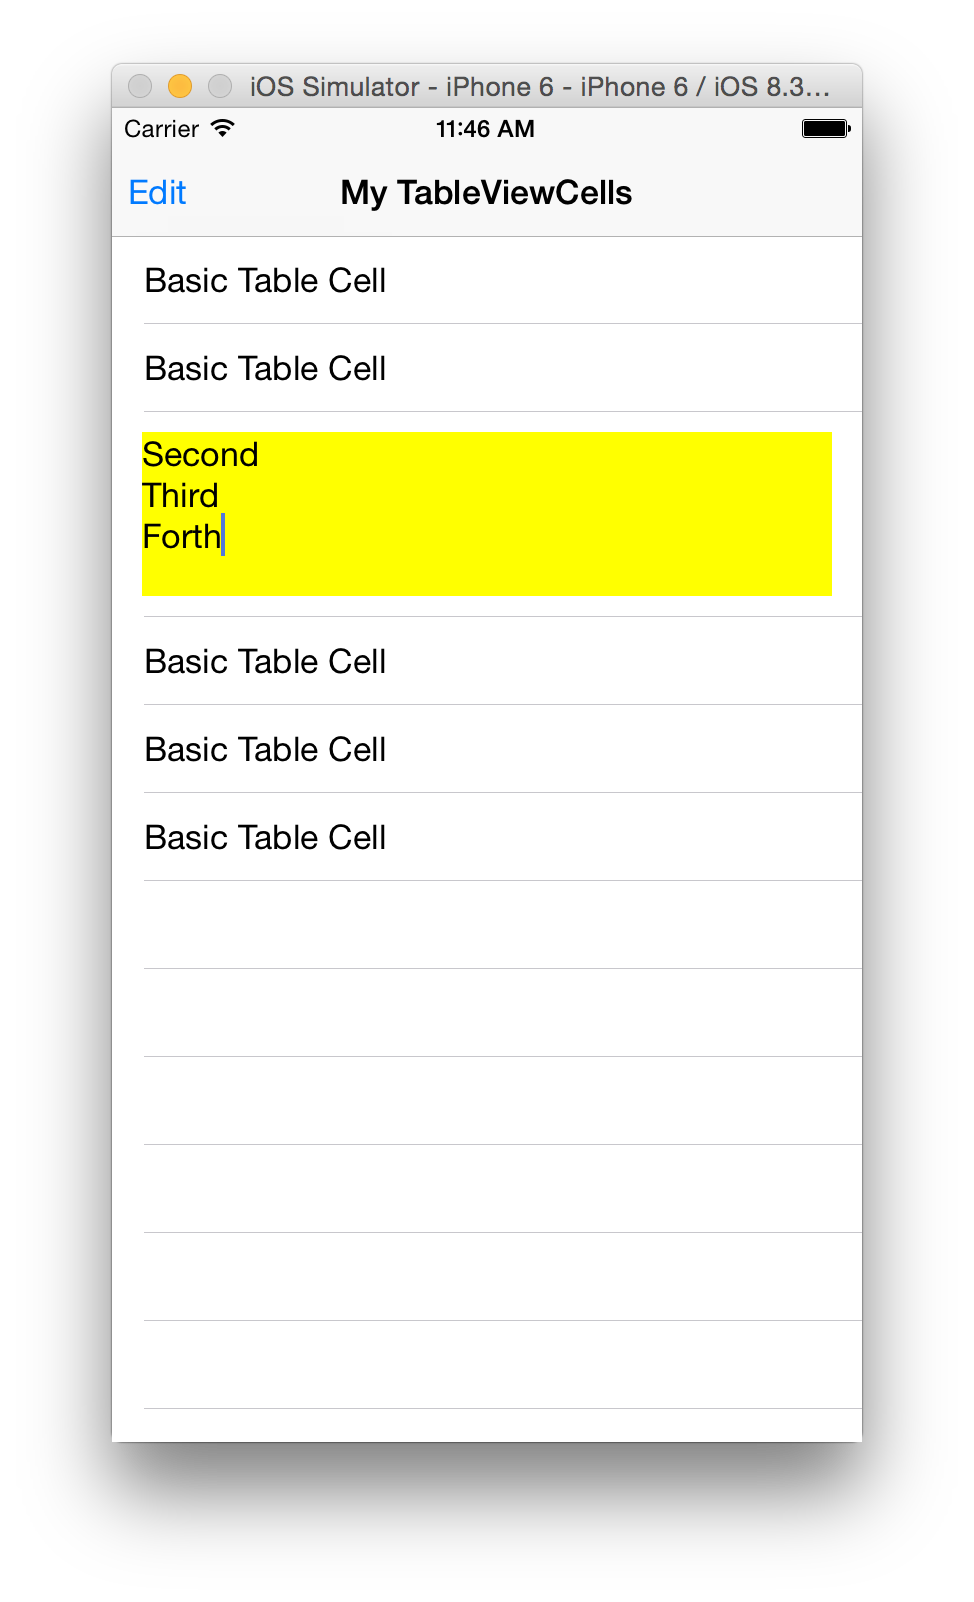 iOS Simulator - iPhone 6 - iPhone 6 / iOS 8.3...
Carrier 11:46 AM
Edit My TableViewCells
Basic Table Cell
Basic Table Cell
Second
Third
Forth
Basic Table Cell
Basic Table Cell
Basic Table Cell